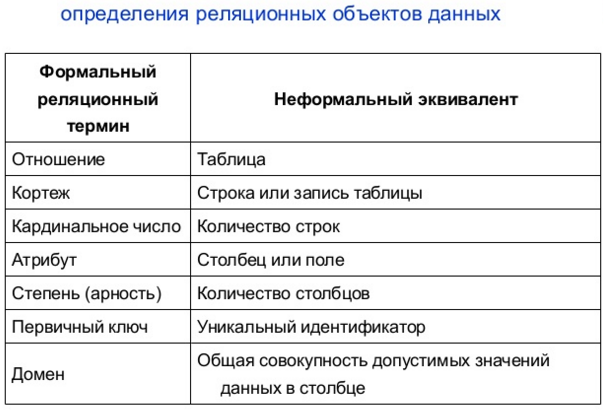 определения реляционных объектов данных
Формальный
реляционный
термин
Неформальный эквивалент
Отношение
Таблица
Кортеж
Строка или запись таблицы
Кардинальное число
Количество строк
Атрибут
Столбец или поле
Степень (арность)
Количество столбцов
Первичный ключ
Уникальный идентификатор
Домен
Общая совокупность допустимых значений
данных в столбце